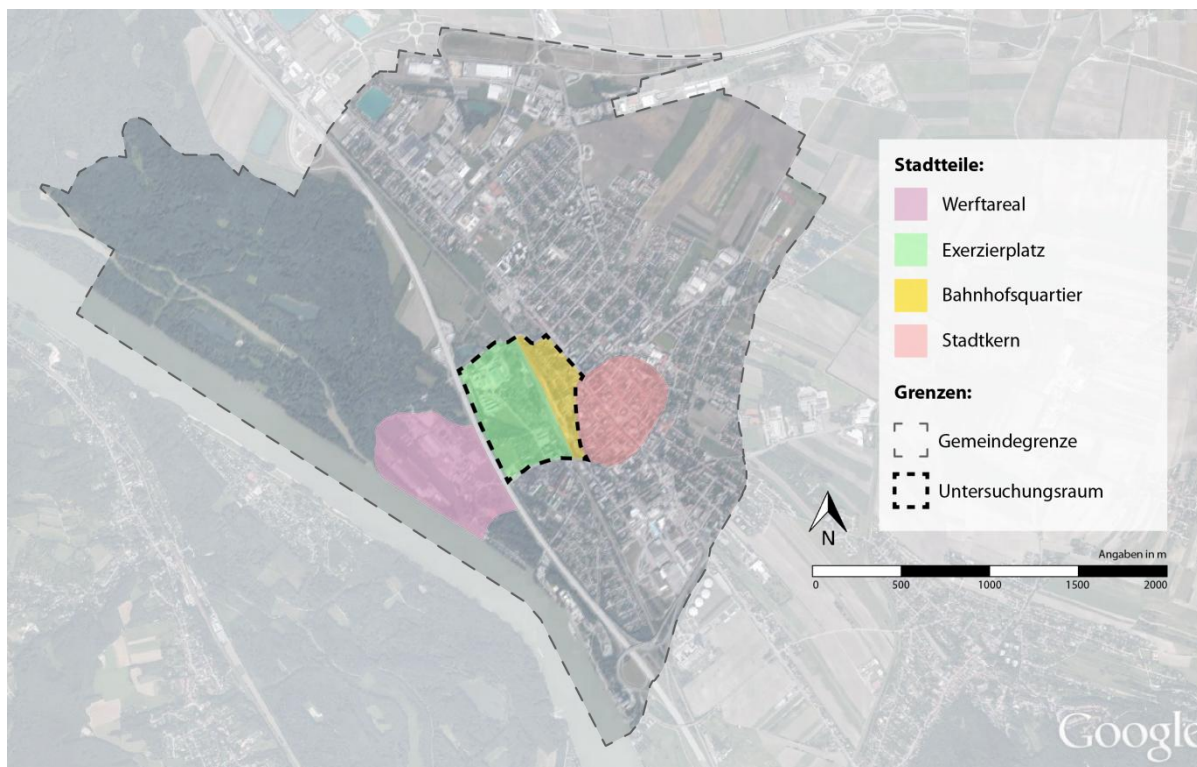 Stadtteile:
Werftareal
Exerzierplatz
Bahnhofsquartier
Stadtkern
Grenzen:
Gemeindegrenze
Untersuchungsraum
N
Angaben in m
0 500 1000 1500 2000
Google